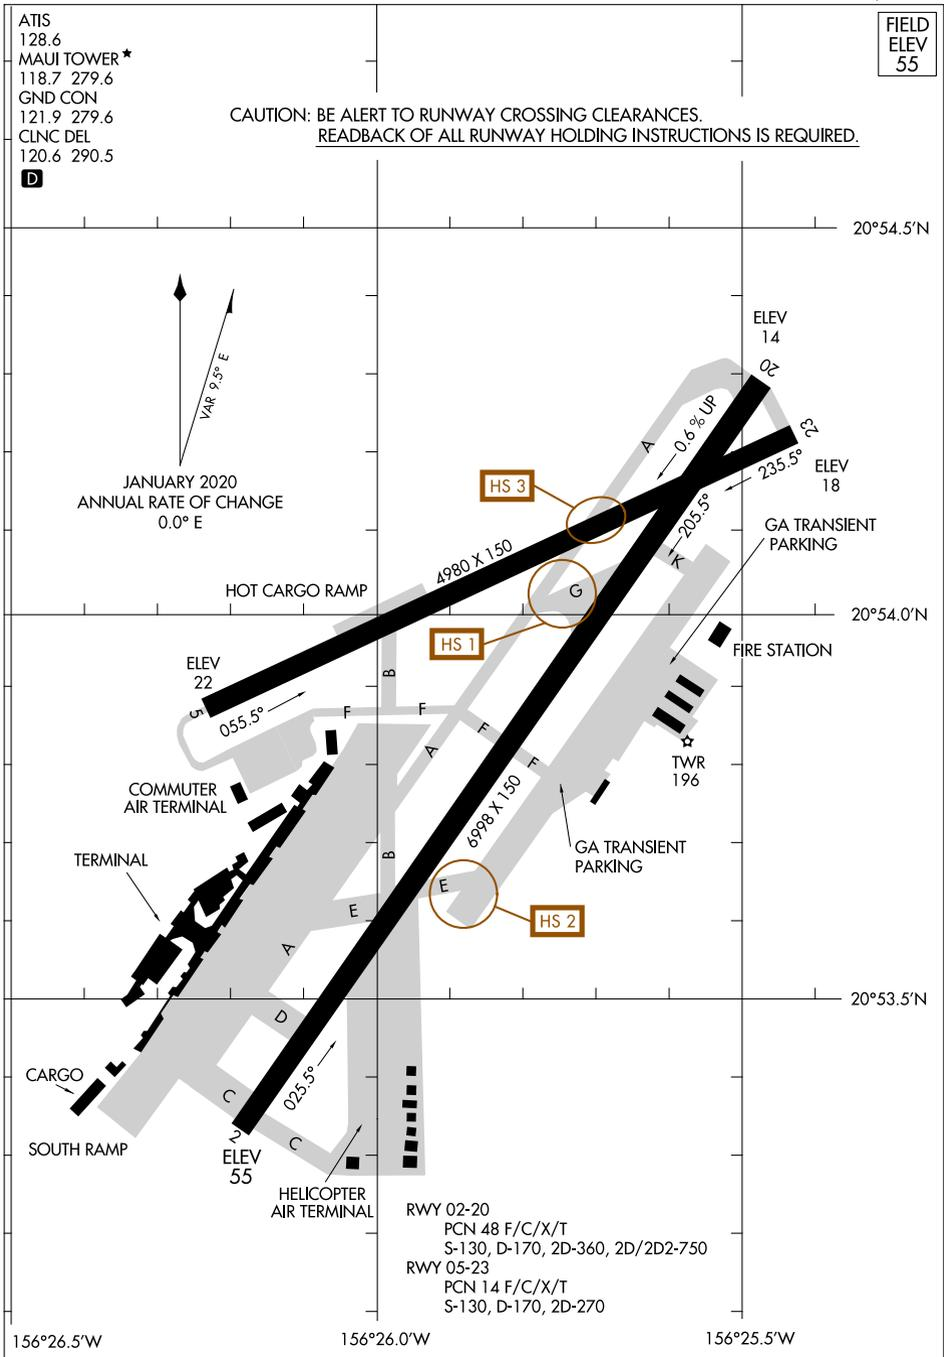 ATIS
128.6
MAUI TOWER
118.7 279.6
GND CON
121.9 279.6
CLNC DEL
120.6 290.5
D
FIELD
ELEV
55
CAUTION: BE ALERT TO RUNWAY CROSSING CLEARANCES.
READBACK OF ALL RUNWAY HOLDING INSTRUCTIONS IS REQUIRED.
20°54.5'N
VAR 9.5° E
JANUARY 2020
ANNUAL RATE OF CHANGE
0.0° E
ELEV
14
20
0.6 % UP
A
23
235.5°
ELEV
18
HS 3
205.5°
GA TRANSIENT
PARKING
K
4980 X 150
HOT CARGO RAMP
G
20°54.0'N
HS 1
FIRE STATION
ELEV
22
5
055.5°
B
F
F
F
F
A
TWR
196
COMMUTER
AIR TERMINAL
6998 X 150
GA TRANSIENT
PARKING
TERMINAL
B
E
E
HS 2
A
20°53.5'N
D
CARGO
C
025.5°
SOUTH RAMP
2
C
ELEV
55
HELICOPTER
AIR TERMINAL
RWY 02-20
PCN 48 F/C/X/T
S-130, D-170, 2D-360, 2D/2D2-750
RWY 05-23
PCN 14 F/C/X/T
S-130, D-170, 2D-270
156°26.5'W
156°26.0'W
156°25.5'W